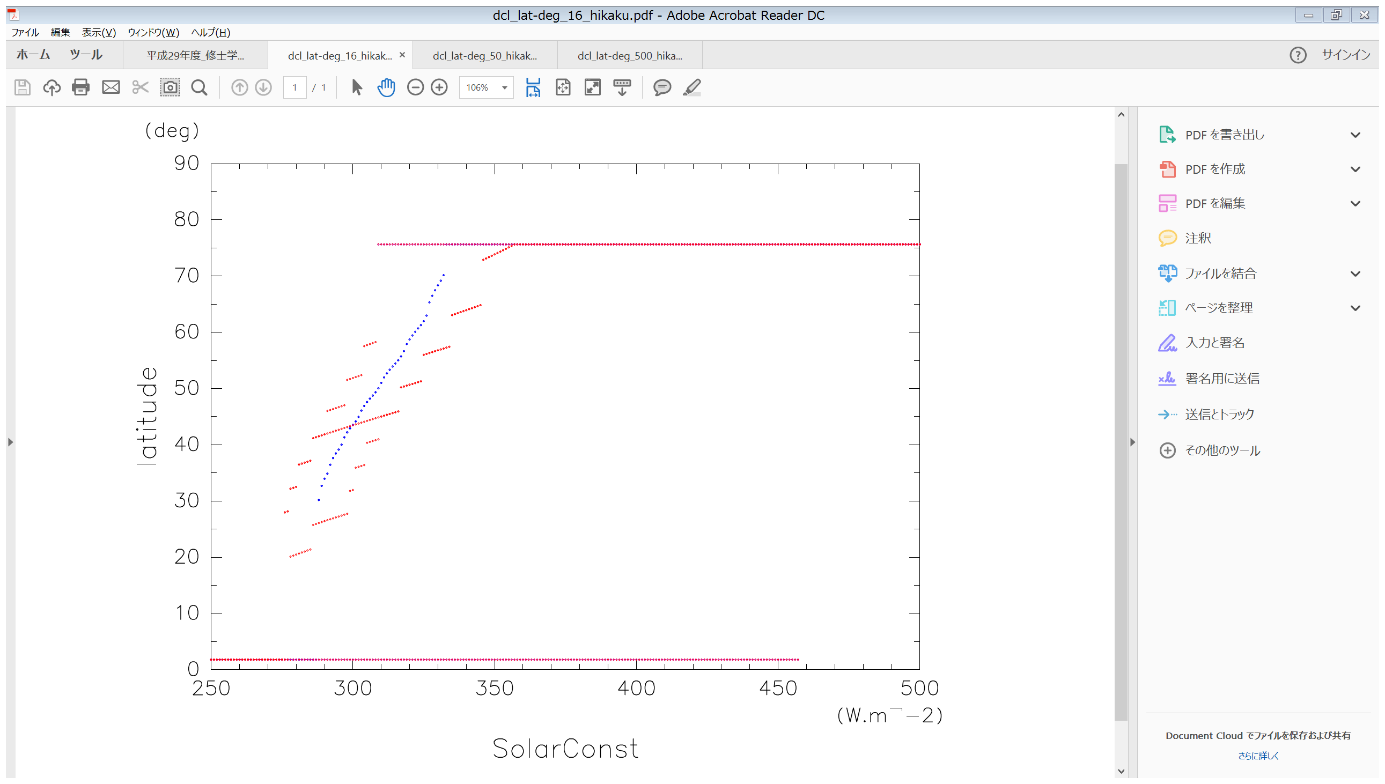 dcl_lat-deg_16_hikaku.pdf - Adobe Acrobat Reader DC
ファイル 編集 表示(V) ウィンドウ(W) ヘルプ(H)
ホーム ツール 平成29年度_修士学... dcl_lat-deg_16_hikak... × dcl_lat-deg_50_hikak... dcl_lat-deg_500_hika... サインイン
1 / 1 106%
(deg)
90
80
70
60
50
40
30
20
10
0
latitude
250 300 350 400 450 500
(W.m^-2)
SolarConst
PDF を書き出し
PDF を作成
PDF を編集
注釈
ファイルを結合
ページを整理
入力と署名
署名用に送信
送信とトラック
その他のツール
Document Cloud でファイルを保存および共有
さらに詳しく